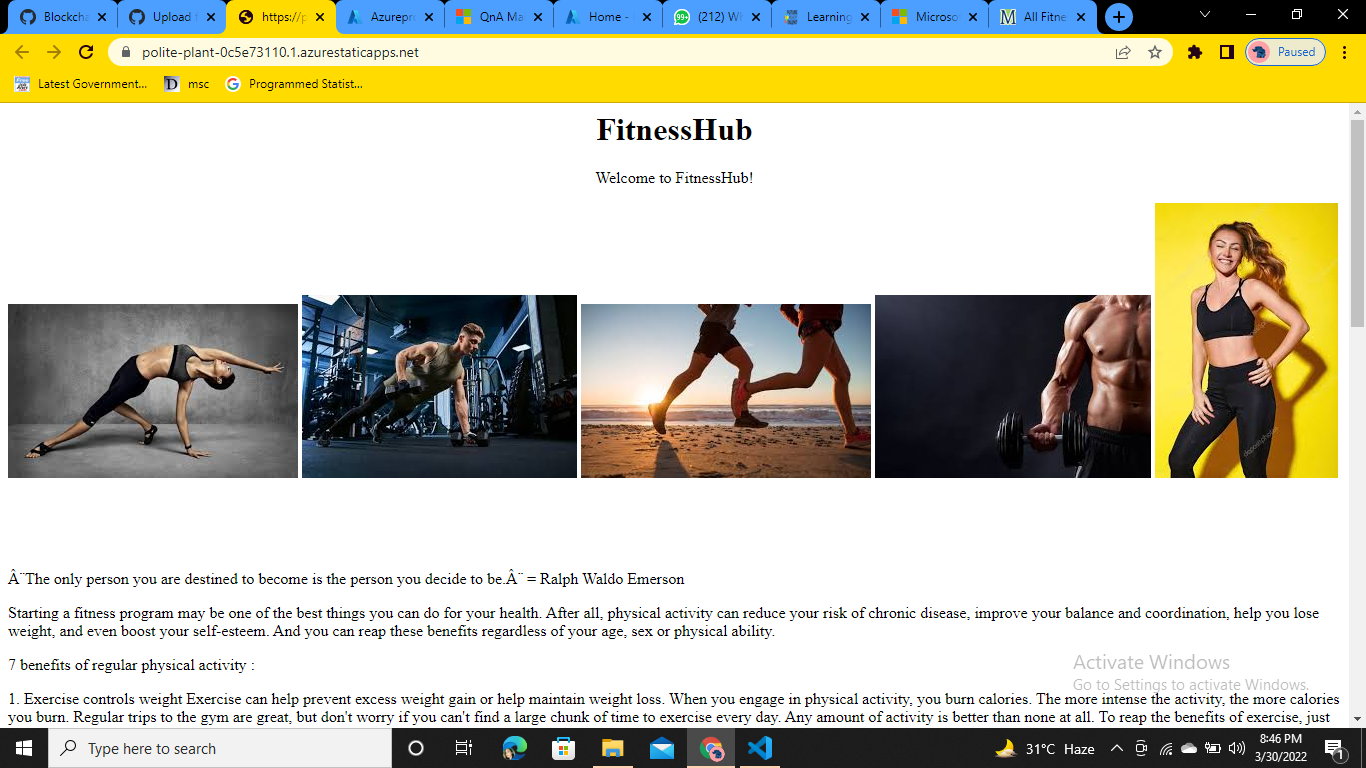 Blockcha
Upload f
https://p
Azurepr
QnA Ma
Home -
(212) W
Learning
Microso
All Fitne
polite-plant-0c5e73110.1.azurestaticapps.net
Paused
Latest Government...
msc
Programmed Statist...
FitnessHub
Welcome to FitnessHub!
Â¨The only person you are destined to become is the person you decide to be.Â¨ = Ralph Waldo Emerson
Starting a fitness program may be one of the best things you can do for your health. After all, physical activity can reduce your risk of chronic disease, improve your balance and coordination, help you lose
weight, and even boost your self-esteem. And you can reap these benefits regardless of your age, sex or physical ability.
7 benefits of regular physical activity :
1. Exercise controls weight Exercise can help prevent excess weight gain or help maintain weight loss. When you engage in physical activity, you burn calories. The more intense the activity, the more calories
you burn. Regular trips to the gym are great, but don't worry if you can't find a large chunk of time to exercise every day. Any amount of activity is better than none at all. To reap the benefits of exercise, just
Activate Windows
Go to Settings to activate Windows.
Type here to search
31°C Haze
8:46 PM
3/30/2022
1